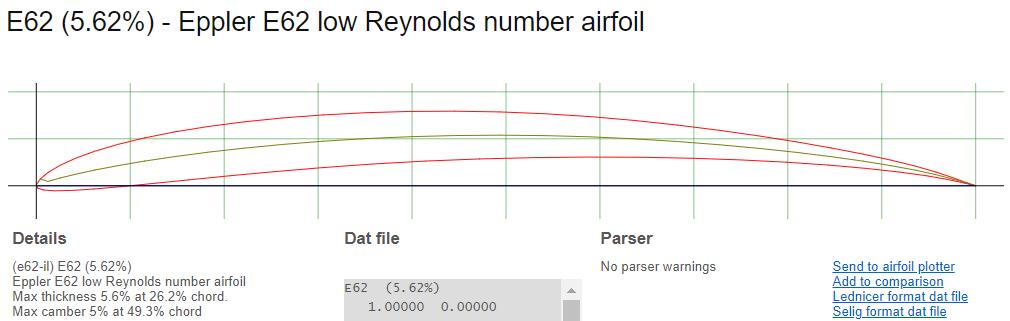 E62 (5.62%) - Eppler E62 low Reynolds number airfoil
Details
(e62-il) E62 (5.62%)
Eppler E62 low Reynolds number airfoil
Max thickness 5.6% at 26.2% chord.
Max camber 5% at 49.3% chord
Dat file
E62  (5.62%)
1.00000  0.00000
Parser
No parser warnings
Send to airfoil plotter
Add to comparison
Lednicer format dat file
Selig format dat file